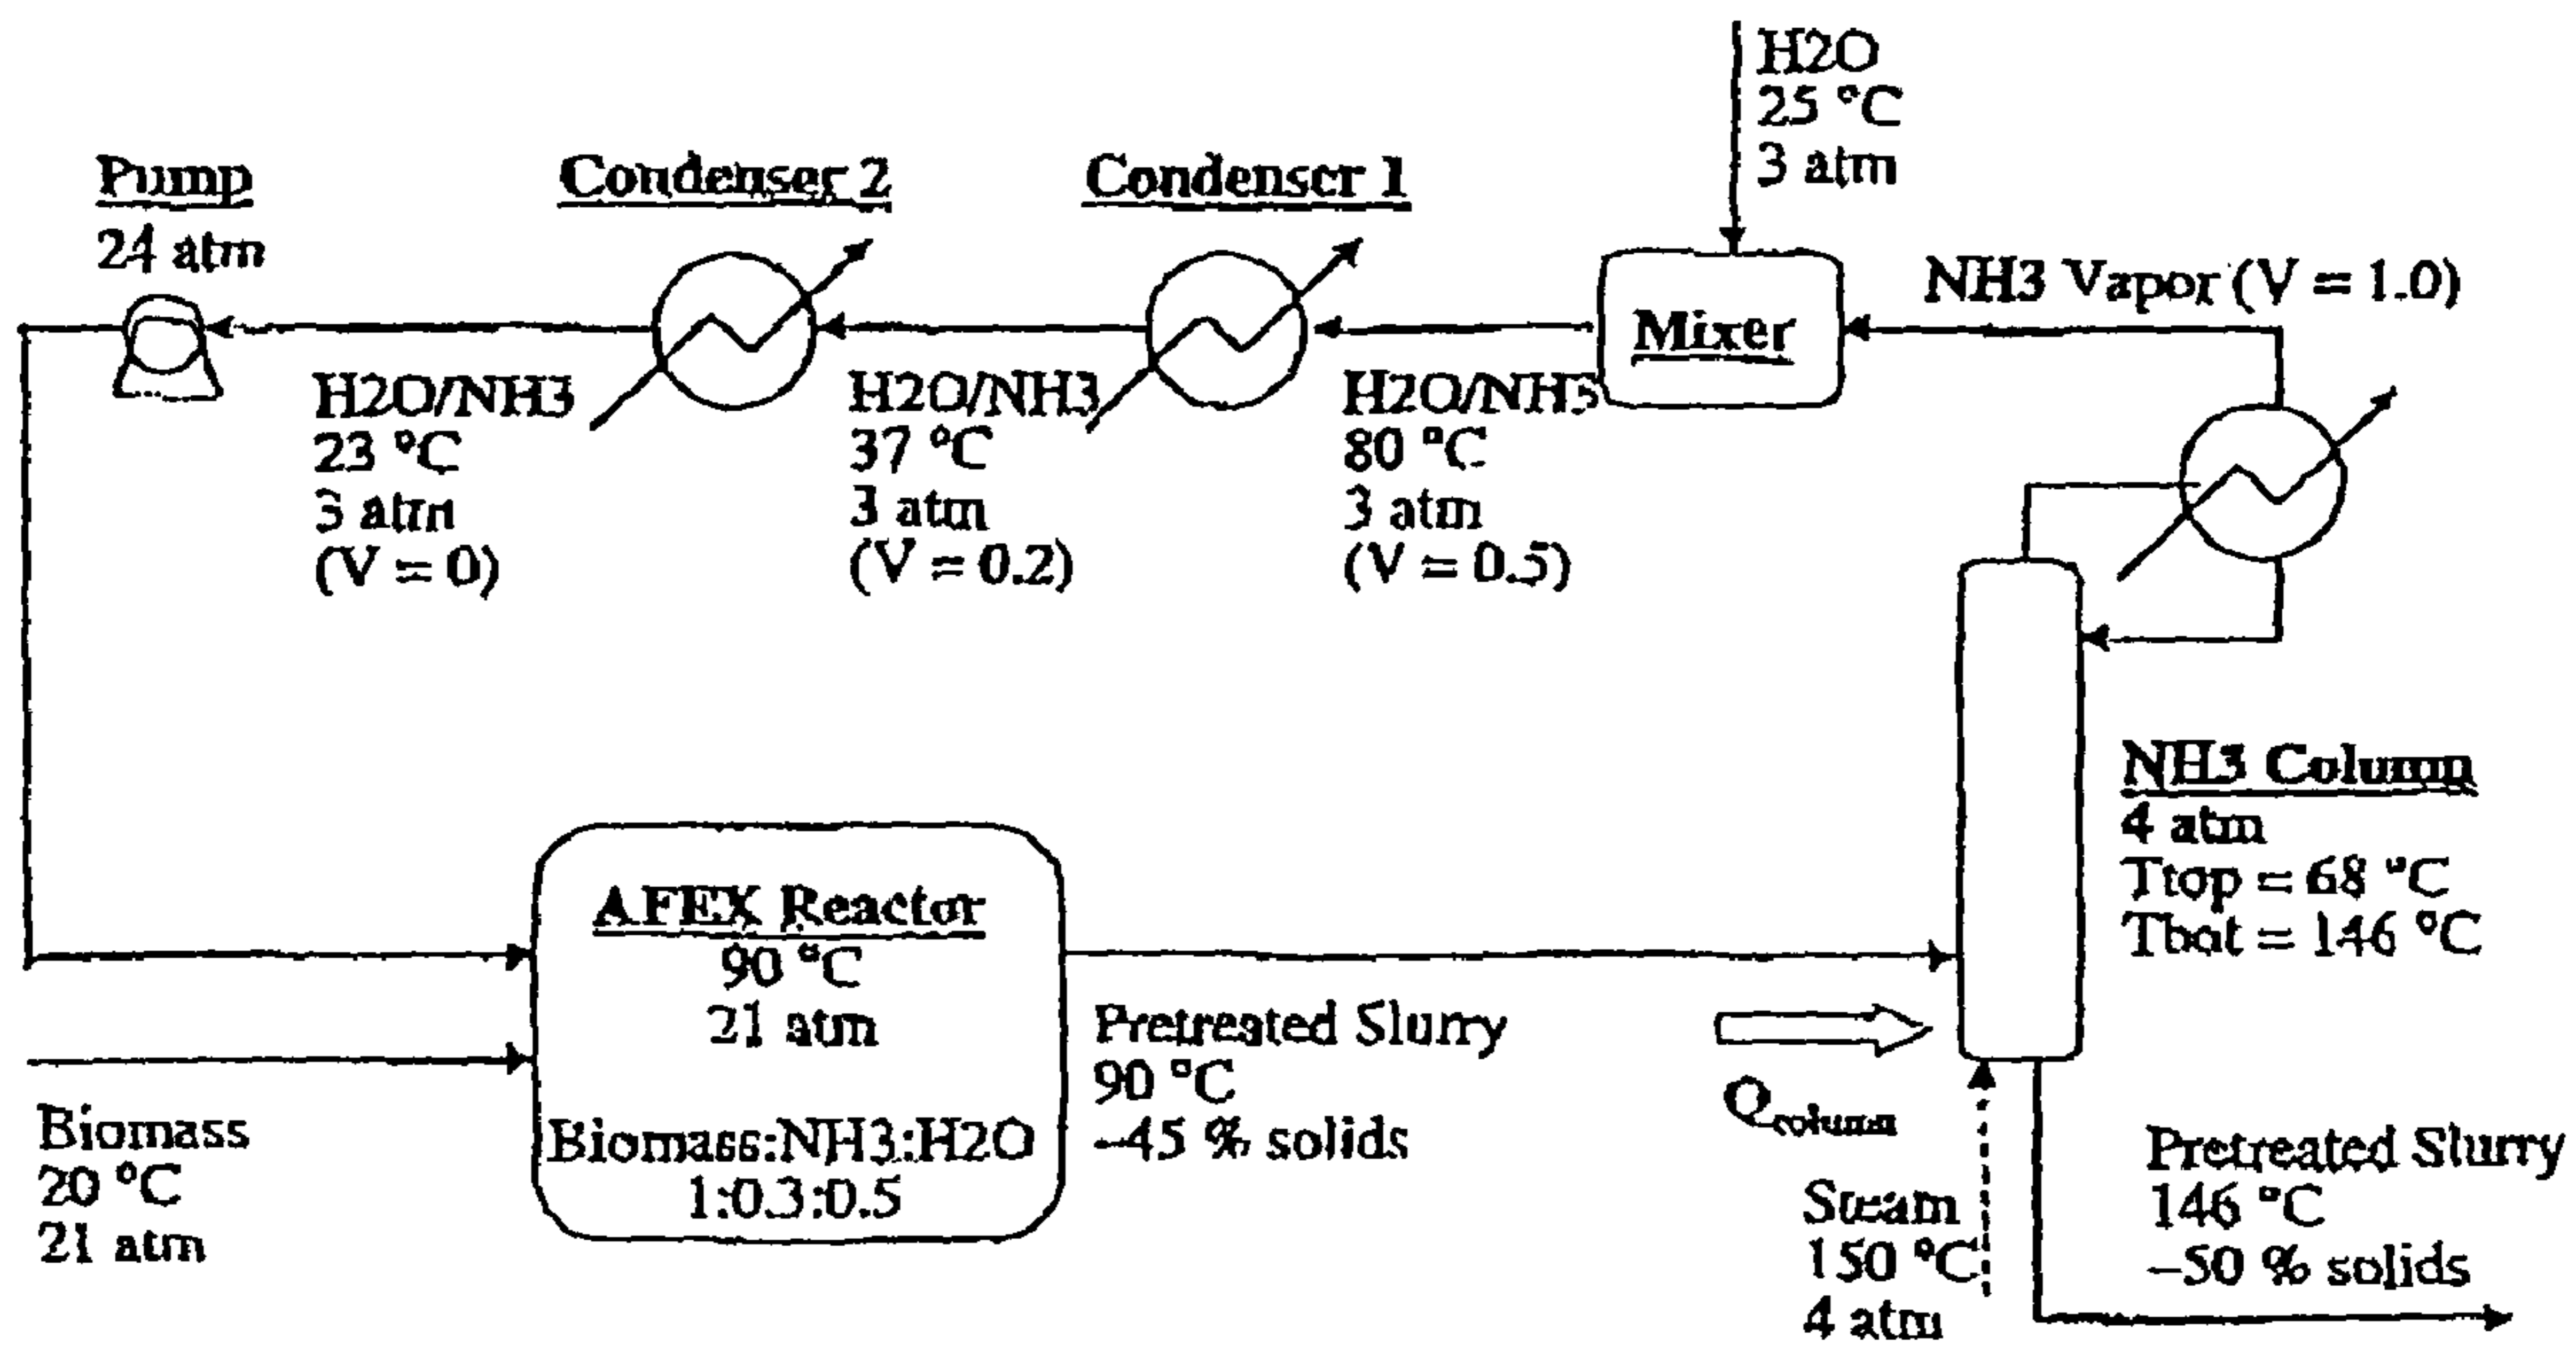 H2O
25 °C
3 atm
Pump
24 atm
Condenser 2
Condenser 1
Mixer
NH3 Vapor (V = 1.0)
H2O/NH3
23 °C
3 atm
(V = 0)
H2O/NH3
37 °C
3 atm
(V = 0.2)
H2O/NH3
80 °C
3 atm
(V = 0.5)
NH3 Column
4 atm
Ttop = 68 °C
Tbot = 146 °C
AFEX Reactor
90 °C
21 atm
Biomass:NH3:H2O
1:0.3:0.5
Biomass
20 °C
21 atm
Pretreated Slurry
90 °C
~45 % solids
Qcolumn
Steam
150 °C
4 atm
Pretreated Slurry
146 °C
~50 % solids